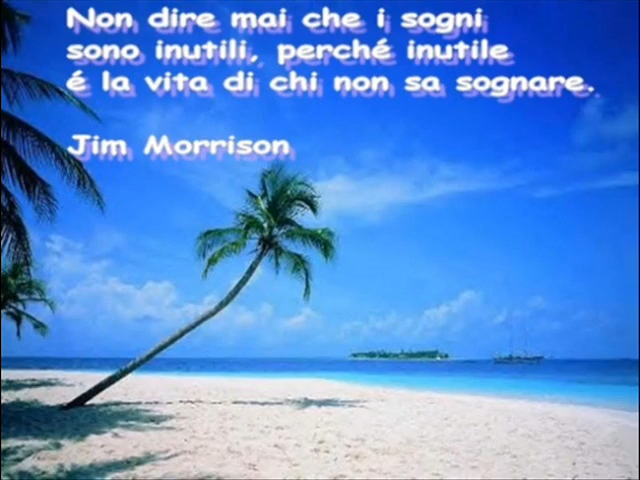 Non dire mai che i sogni
sono inutili, perché inutile
é la vita di chi non sa sognare.
Jim Morrison